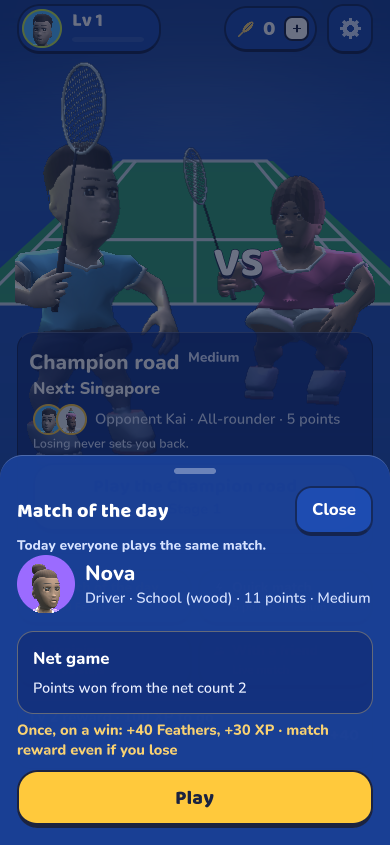 Lv 1
0
+
VS
Champion road Medium
Next: Singapore
Opponent Kai · All-rounder · 5 points
Losing never sets you back.
Match of the day
Close
Today everyone plays the same match.
Nova
Driver · School (wood) · 11 points · Medium
Net game
Points won from the net count 2
Once, on a win: +40 Feathers, +30 XP · match
reward even if you lose
Play